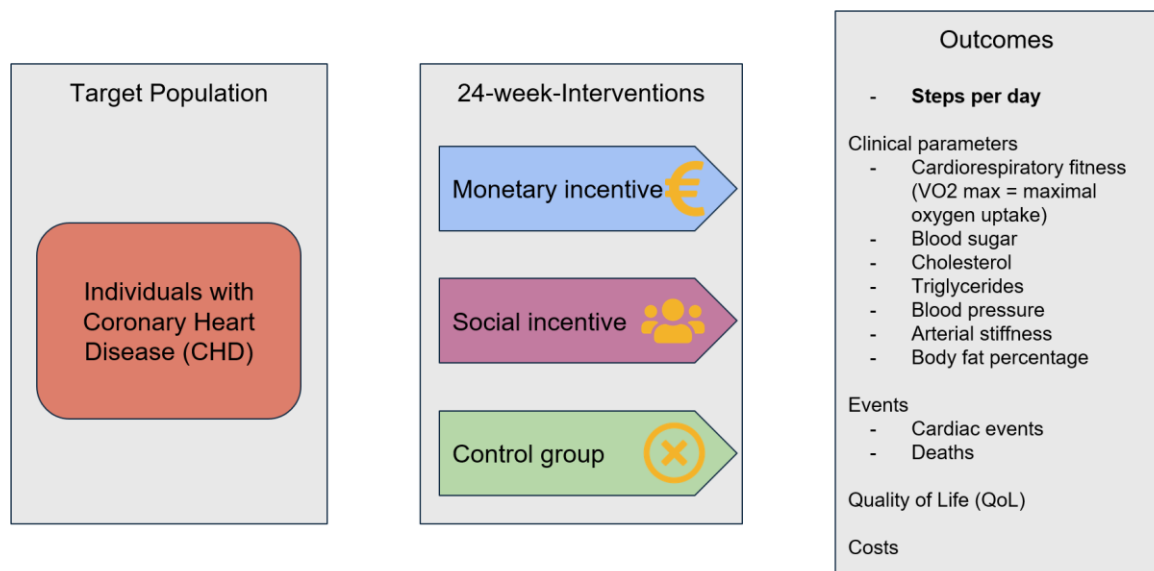 Target Population
Individuals with
Coronary Heart
Disease (CHD)
24-week-Interventions
Monetary incentive €
Social incentive
Control group
Outcomes
- Steps per day
Clinical parameters
- Cardiorespiratory fitness
(VO2 max = maximal
oxygen uptake)
- Blood sugar
- Cholesterol
- Triglycerides
- Blood pressure
- Arterial stiffness
- Body fat percentage
Events
- Cardiac events
- Deaths
Quality of Life (QoL)
Costs